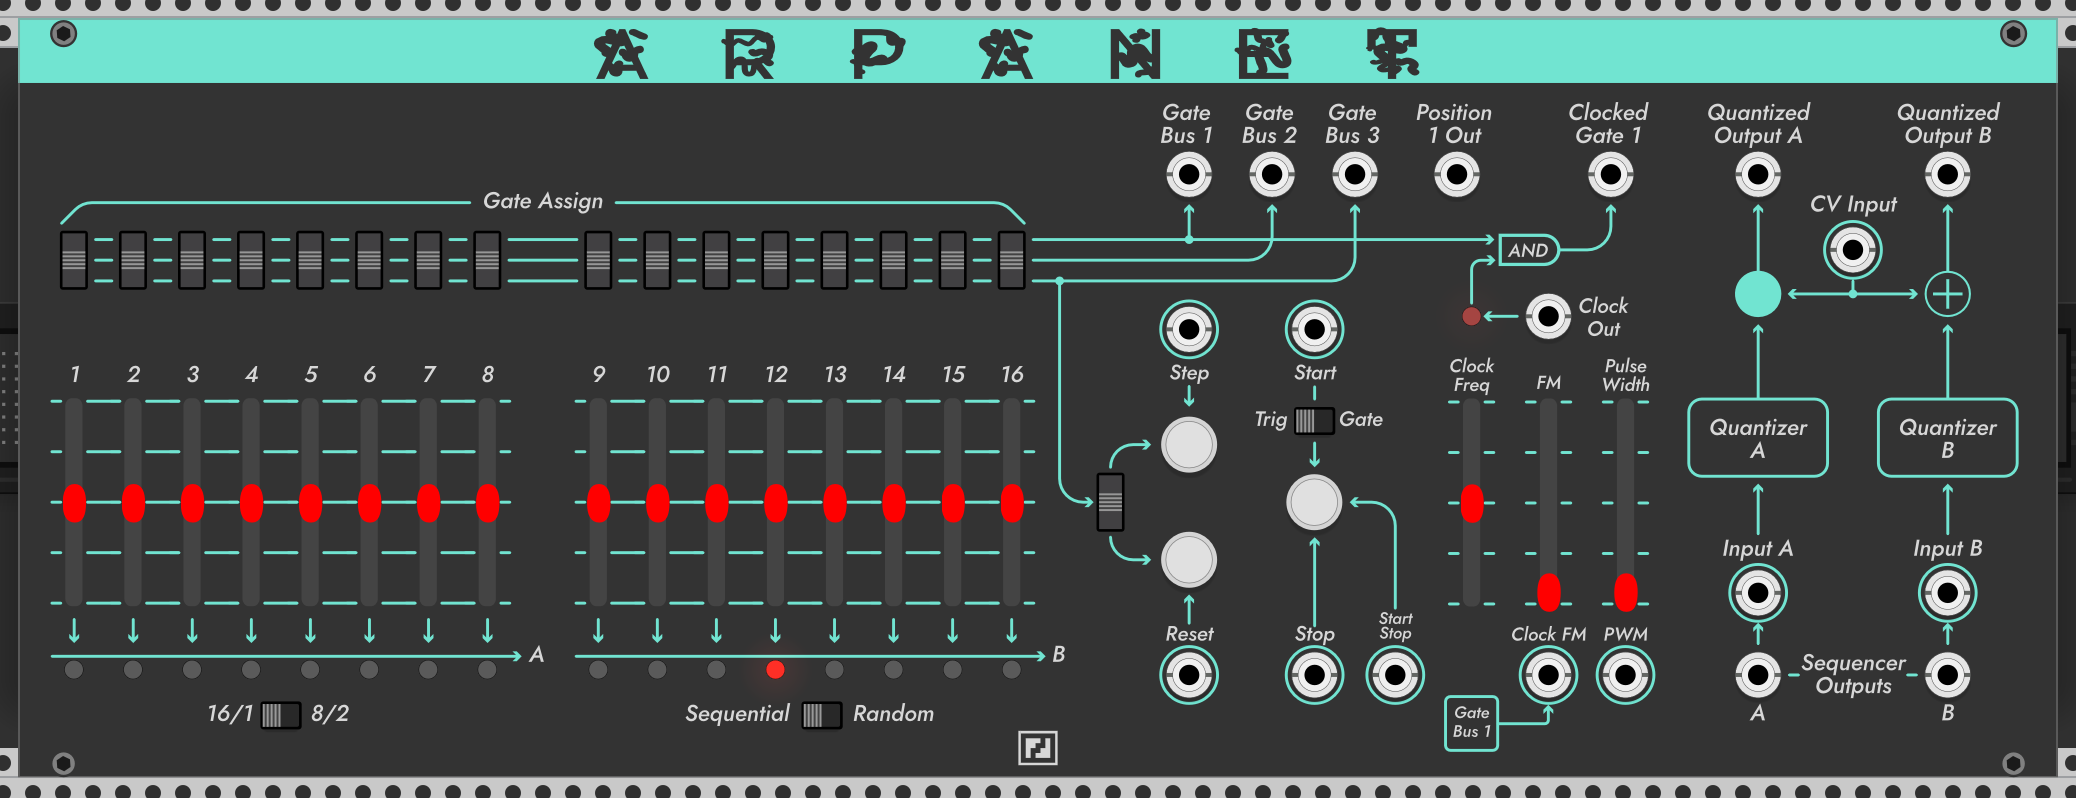 ARPANET
Gate
Bus 1
Gate
Bus 2
Gate
Bus 3
Position
1 Out
Clocked
Gate 1
Quantized
Output A
Quantized
Output B
Gate Assign
CV Input
AND
Clock
Out
Step
Start
Trig
Gate
Clock
Freq
FM
Pulse
Width
1 2 3 4 5 6 7 8
9 10 11 12 13 14 15 16
Quantizer
A
Quantizer
B
Input A
Input B
Reset
Stop
Start
Stop
Clock FM
PWM
A
B
Sequencer
Outputs
A
B
16/1
8/2
Sequential
Random
Gate
Bus 1